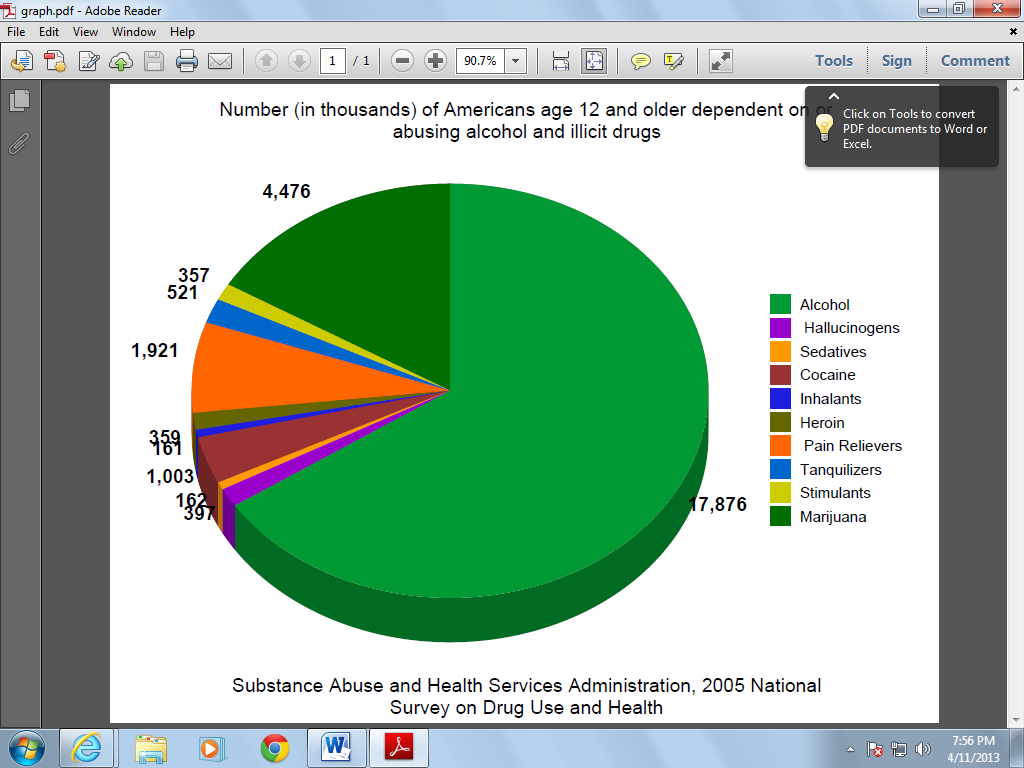 graph.pdf - Adobe Reader
File Edit View Window Help
1 / 1 90.7% Tools Sign Comment
Number (in thousands) of Americans age 12 and older dependent on or
abusing alcohol and illicit drugs
Click on Tools to convert
PDF documents to Word or
Excel.
4,476
357
521
1,921
359
161
1,003
162
397
17,876
Alcohol
Hallucinogens
Sedatives
Cocaine
Inhalants
Heroin
Pain Relievers
Tanquilizers
Stimulants
Marijuana
Substance Abuse and Health Services Administration, 2005 National
Survey on Drug Use and Health
7:56 PM
4/11/2013